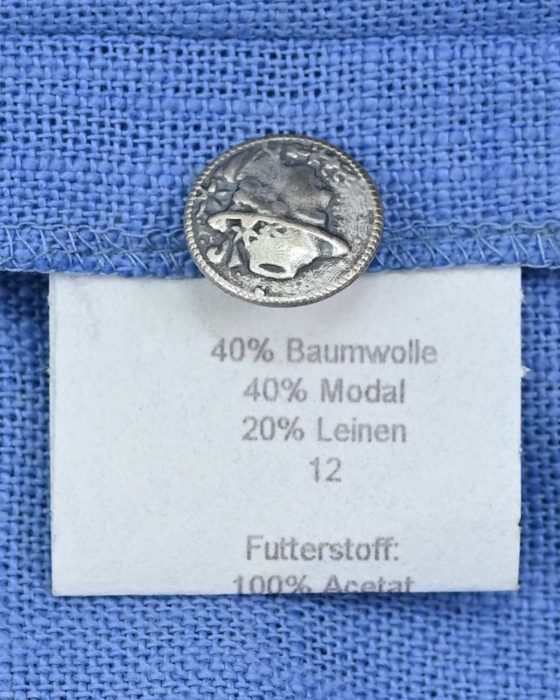 40% Baumwolle
40% Modal
20% Leinen
12
Futterstoff:
100% Acetat